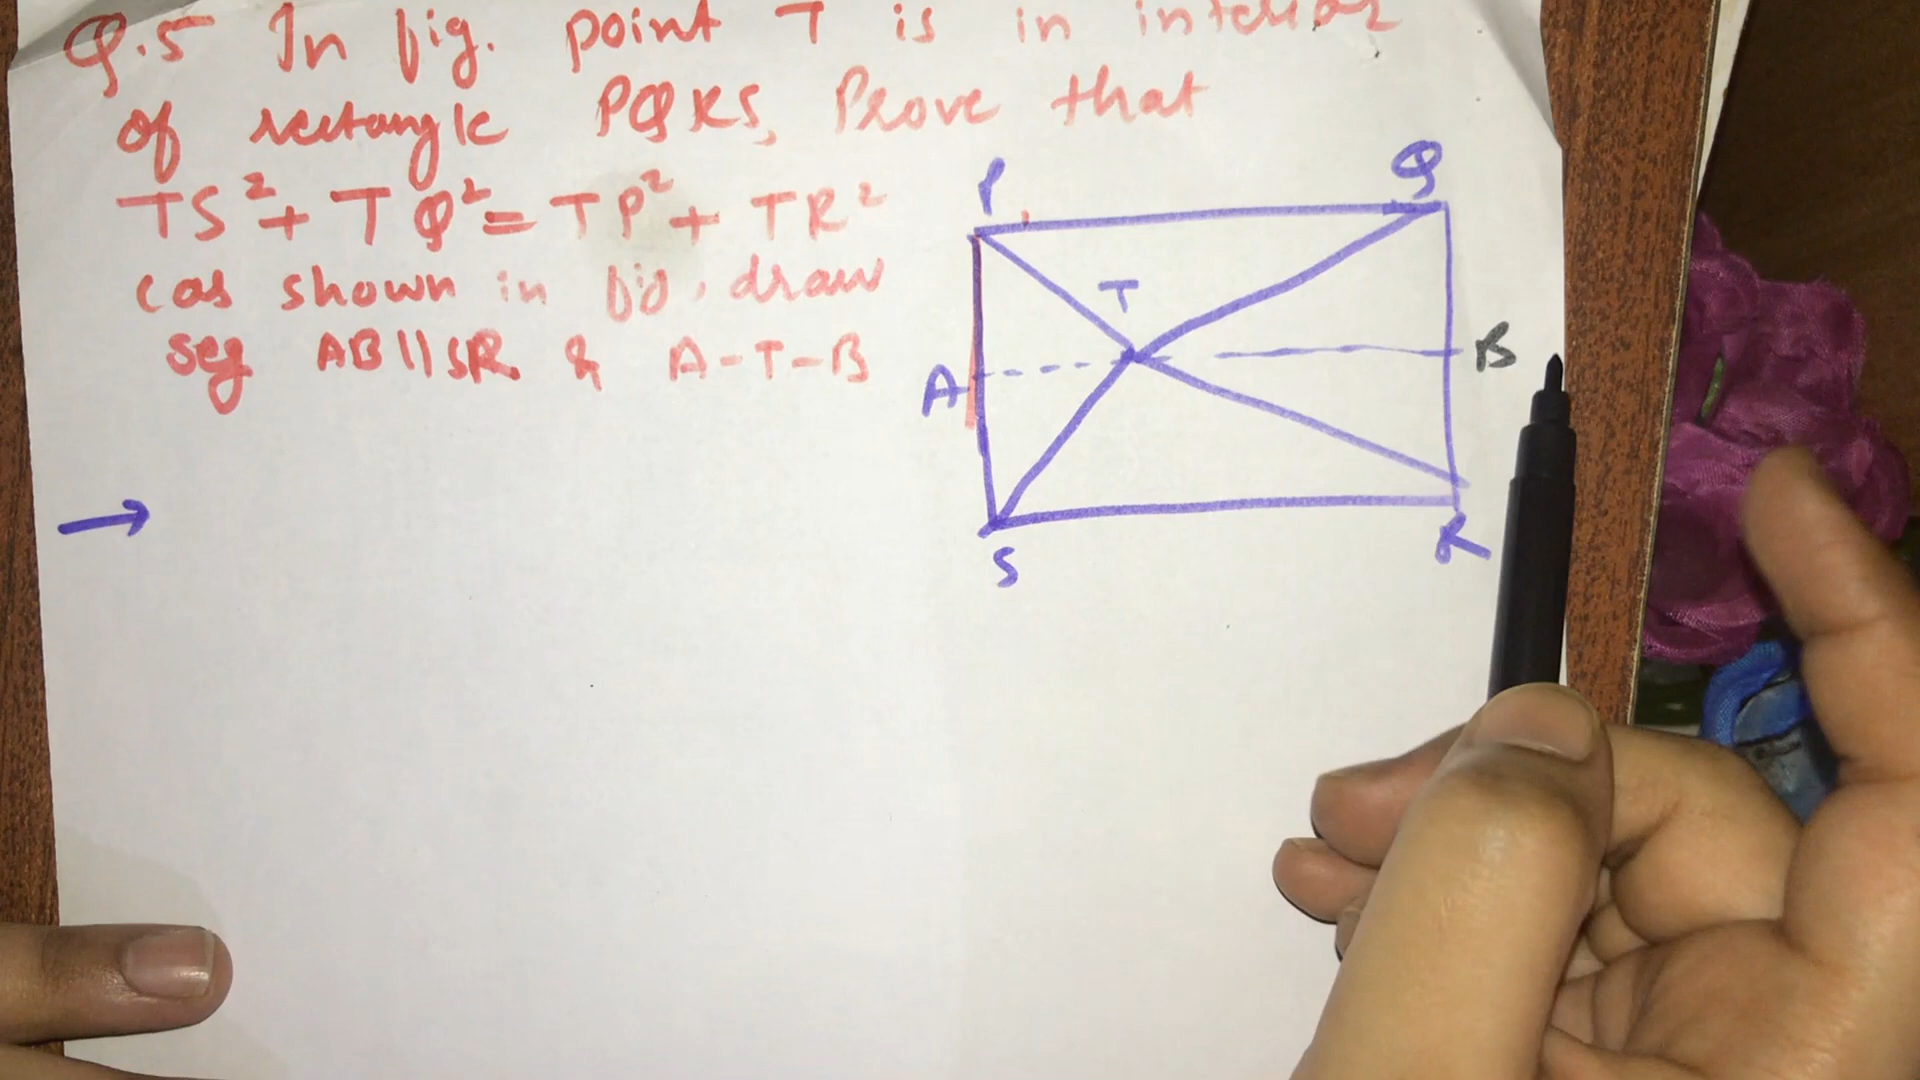 Q.5 In fig. point T is in interior
of rectangle PQRS, Prove that
TS²+ TQ²= TP²+ TR²
(as shown in fig, draw
seg AB||SR & A-T-B
P
Q
T
A
B
→
S
R